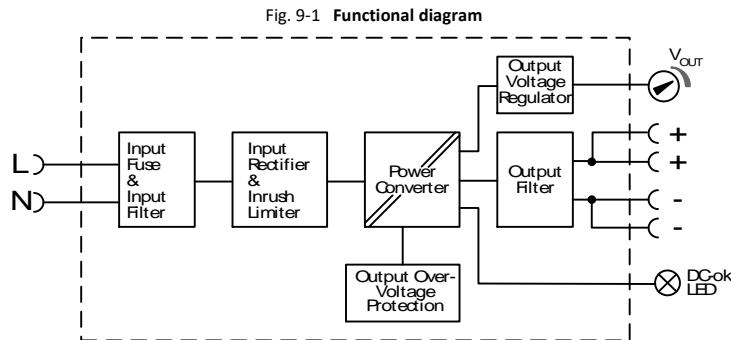 Fig. 9-1 Functional diagram
V OUT
Output
Voltage
Regulator
L
N
Input
Fuse
&
Input
Filter
Input
Rectifier
&
Inrush
Limiter
Power
Converter
Output
Filter
+
+
-
-
Output Over-
Voltage
Protection
DC-ok
LED